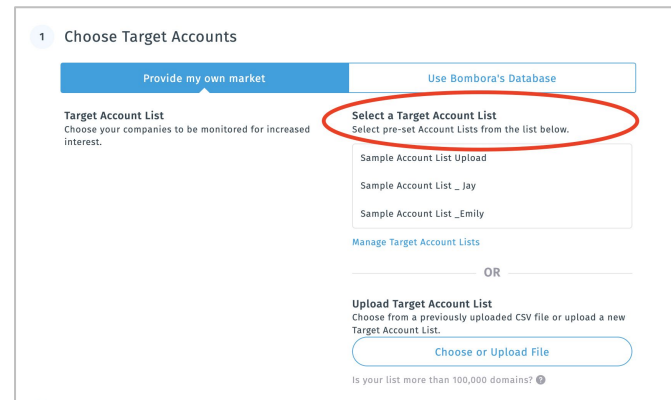 1 Choose Target Accounts
Provide my own market
Use Bombora's Database
Target Account List
Choose your companies to be monitored for increased
interest.
Select a Target Account List
Select pre-set Account Lists from the list below.
Sample Account List Upload
Sample Account List _ Jay
Sample Account List _Emily
Manage Target Account Lists
OR
Upload Target Account List
Choose from a previously uploaded CSV file or upload a new
Target Account List.
Choose or Upload File
Is your list more than 100,000 domains? ?